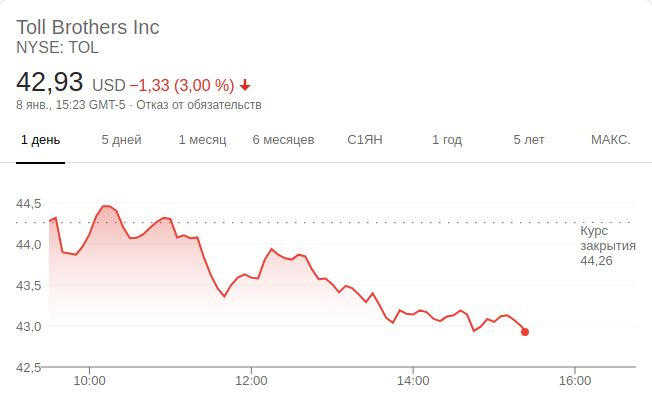 Toll Brothers Inc
NYSE: TOL
42,93 USD −1,33 (3,00 %)
8 янв., 15:23 GMT-5 · Отказ от обязательств
1 день 5 дней 1 месяц 6 месяцев С1ЯН 1 год 5 лет МАКС.
44,5
Курс
закрытия
44,26
44,0
43,5
43,0
42,5
10:00 12:00 14:00 16:00